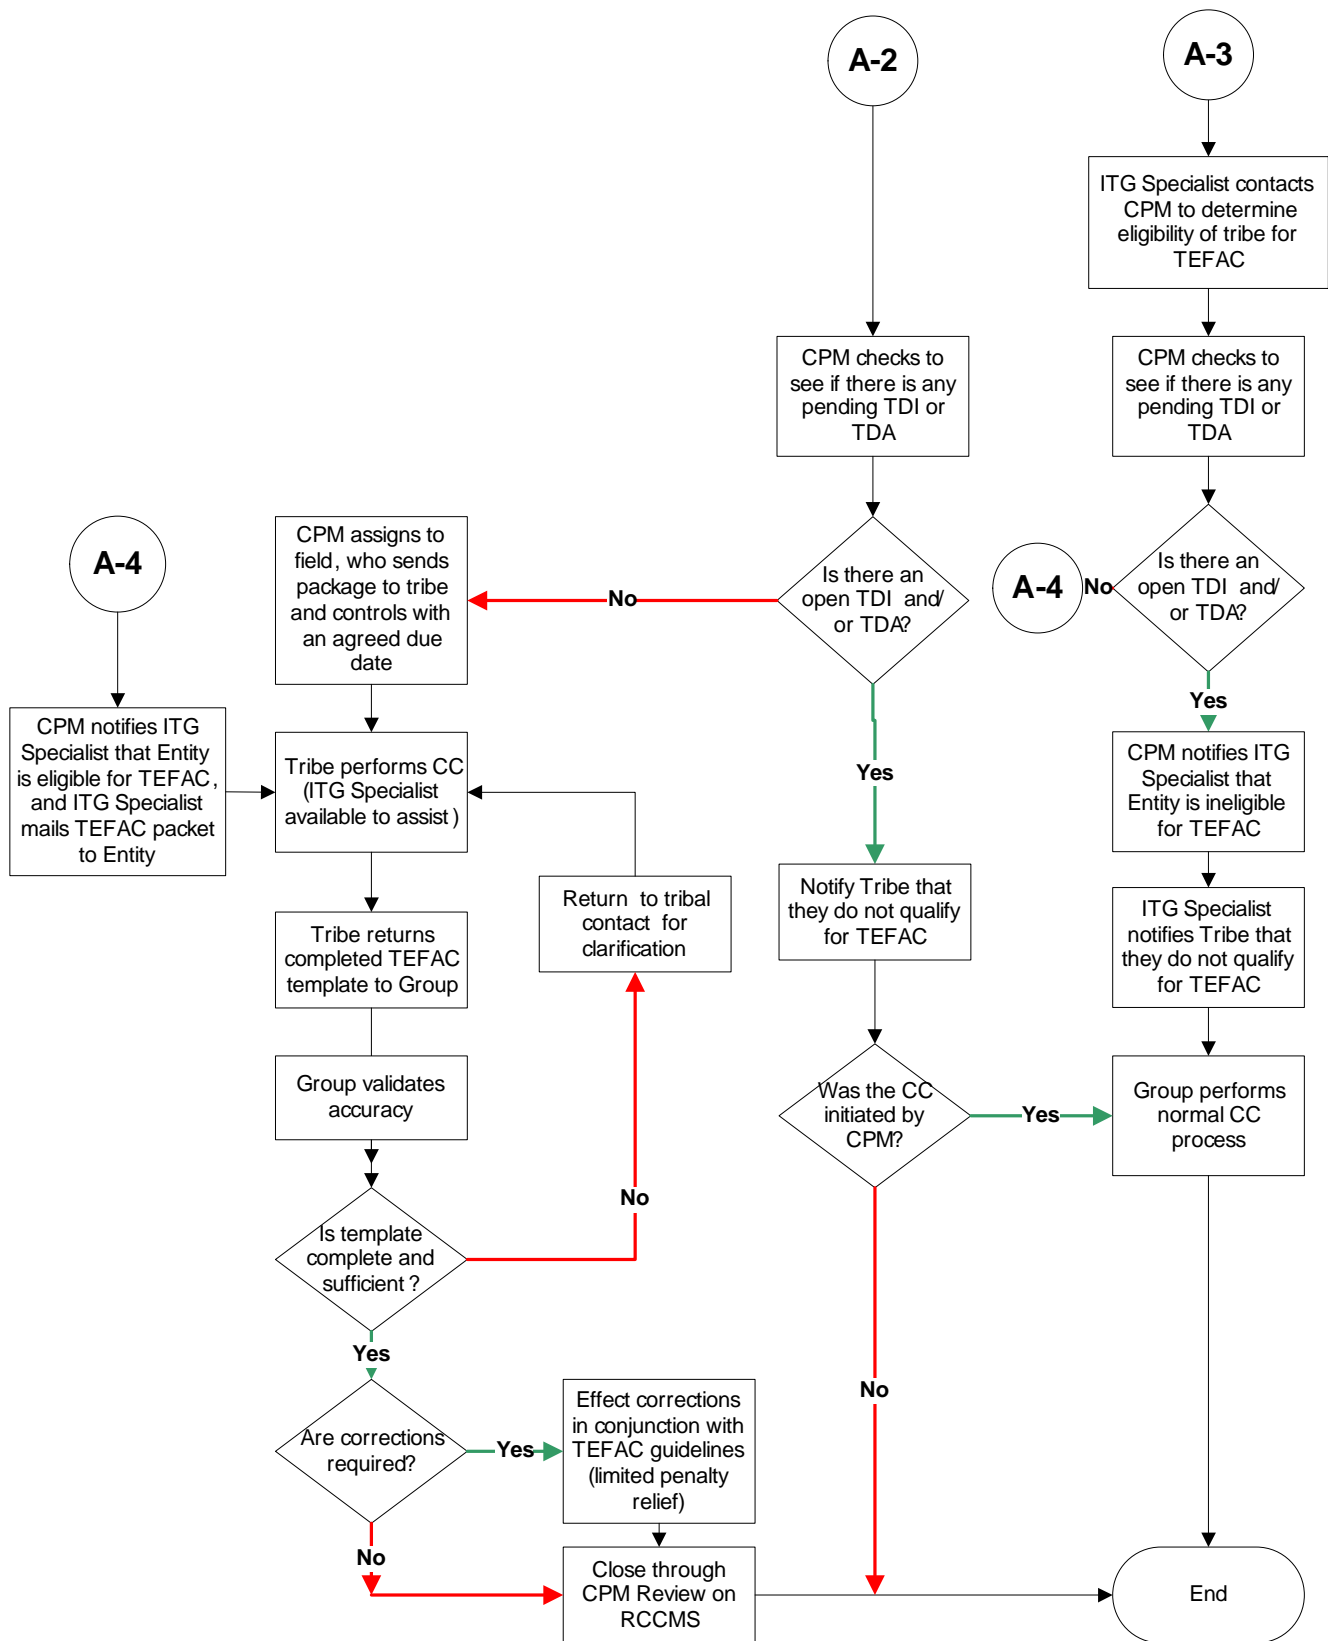 A-2
A-3
ITG Specialist contacts
CPM to determine
eligibility of tribe for
TEFAC
CPM checks to
see if there is any
pending TDI or
TDA
CPM checks to
see if there is any
pending TDI or
TDA
A-4
CPM assigns to
field, who sends
package to tribe
and controls with
an agreed due
date
No
Is there an
open TDI and/
or TDA?
A-4
No
Is there an
open TDI and/
or TDA?
Yes
Yes
CPM notifies ITG
Specialist that Entity
is eligible for TEFAC,
and ITG Specialist
mails TEFAC packet
to Entity
Tribe performs CC
(ITG Specialist
available to assist)
CPM notifies ITG
Specialist that
Entity is ineligible
for TEFAC
Return to tribal
contact for
clarification
Notify Tribe that
they do not qualify
for TEFAC
ITG Specialist
notifies Tribe that
they do not qualify
for TEFAC
Tribe returns
completed TEFAC
template to Group
Group validates
accuracy
Was the CC
initiated by
CPM?
Yes
Group performs
normal CC
process
No
Is template
complete and
sufficient ?
Yes
Are corrections
required?
Yes
Effect corrections
in conjunction with
TEFAC guidelines
(limited penalty
relief)
No
No
Close through
CPM Review on
RCCMS
End